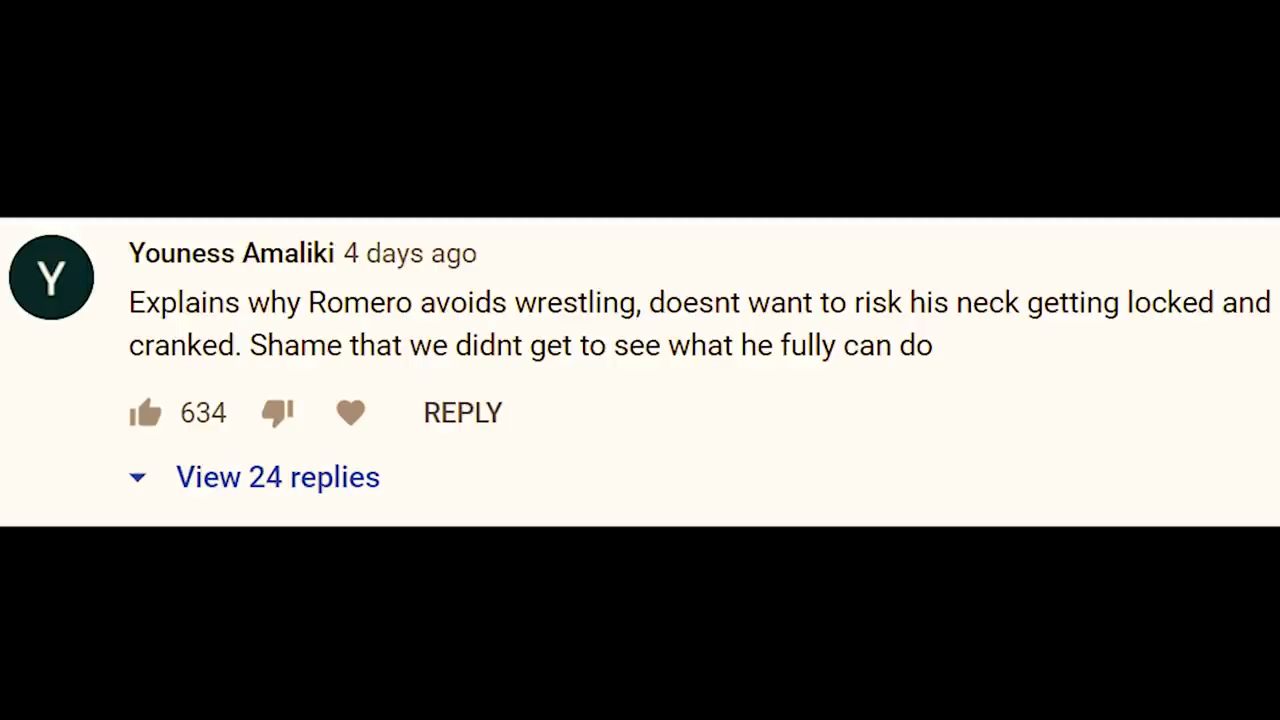 Y
Youness Amaliki 4 days ago
Explains why Romero avoids wrestling, doesnt want to risk his neck getting locked and
cranked. Shame that we didnt get to see what he fully can do
634 REPLY
View 24 replies